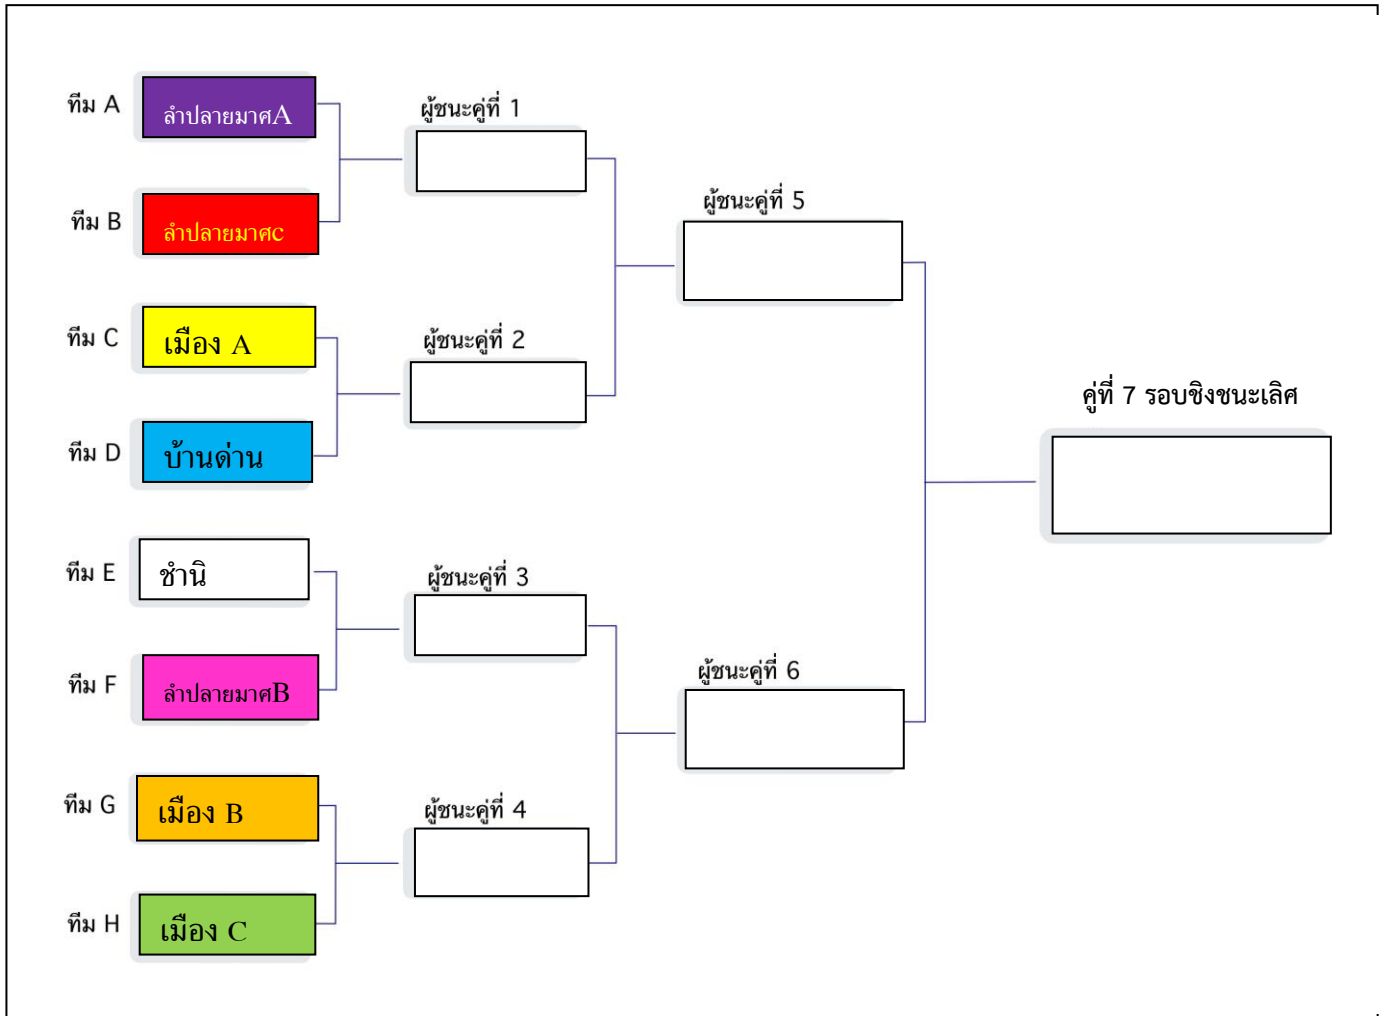 ทีม A
ลำปลายมาศA
ทีม B
ลำปลายมาศc
ทีม C
เมือง A
ทีม D
บ้านด่าน
ทีม E
ชำนิ
ทีม F
ลำปลายมาศB
ทีม G
เมือง B
ทีม H
เมือง C
ผู้ชนะคู่ที่ 1
ผู้ชนะคู่ที่ 2
ผู้ชนะคู่ที่ 3
ผู้ชนะคู่ที่ 4
ผู้ชนะคู่ที่ 5
ผู้ชนะคู่ที่ 6
คู่ที่ 7 รอบชิงชนะเลิศ